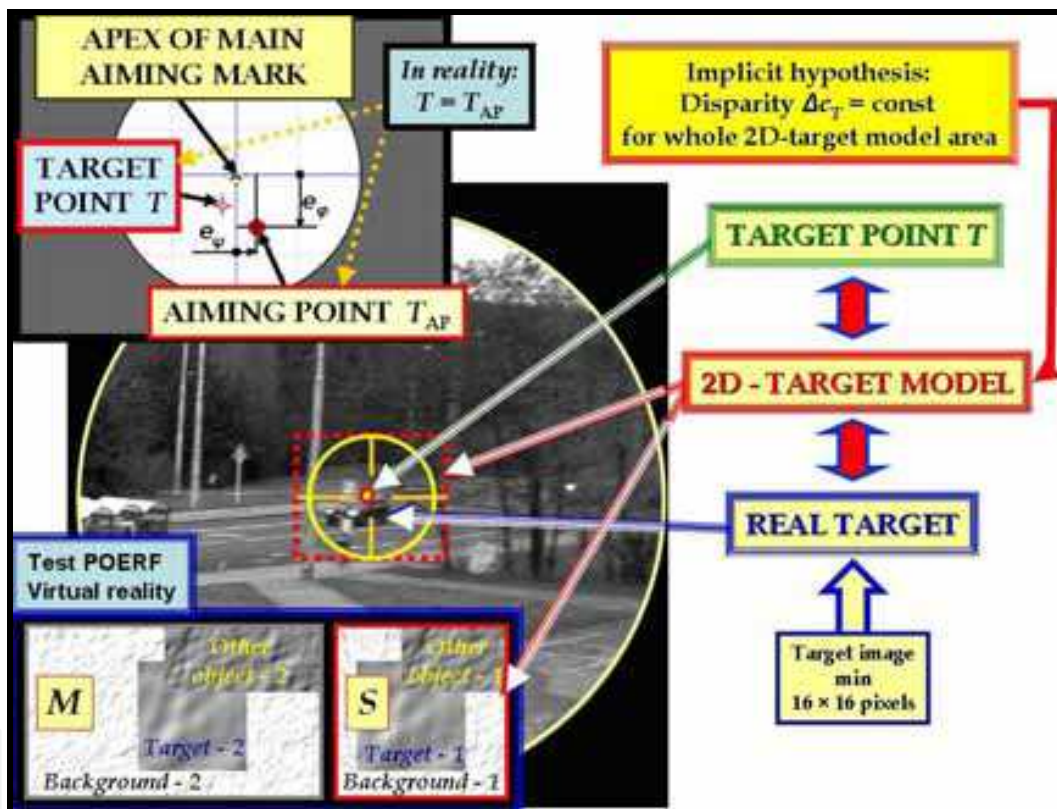 APEX OF MAIN
AIMING MARK
In reality:
T = T_AP
TARGET
POINT T
e_φ
e_ψ
AIMING POINT T_AP
Implicit hypothesis:
Disparity Δc_T = const
for whole 2D-target model area
TARGET POINT T
2D - TARGET MODEL
REAL TARGET
Target image
min
16 × 16 pixels
Test POERF
Virtual reality
Other
object - 2
M
Target - 2
Background - 2
Other
object - 1
S
Target - 1
Background - 1